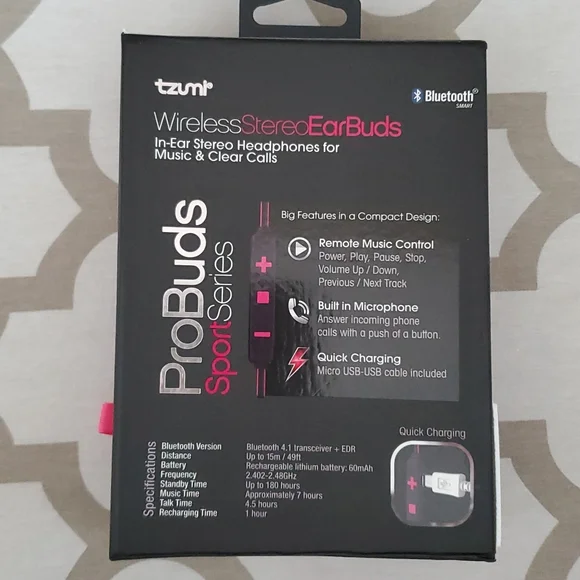 tzumi
Bluetooth®
SMART
WirelessStereoEarBuds
In-Ear Stereo Headphones for
Music & Clear Calls
ProBuds
SportSeries
Big Features in a Compact Design:
Remote Music Control
Power, Play, Pause, Stop,
Volume Up / Down,
Previous / Next Track
Built in Microphone
Answer incoming phone
calls with a push of a button.
Quick Charging
Micro USB-USB cable included
Quick Charging
Specifications
Bluetooth Version Bluetooth 4.1 transceiver + EDR
Distance Up to 15m / 49ft
Battery Rechargeable lithium battery: 60mAh
Frequency 2.402-2.48GHz
Standby Time Up to 180 hours
Music Time Approximately 7 hours
Talk Time 4.5 hours
Recharging Time 1 hour